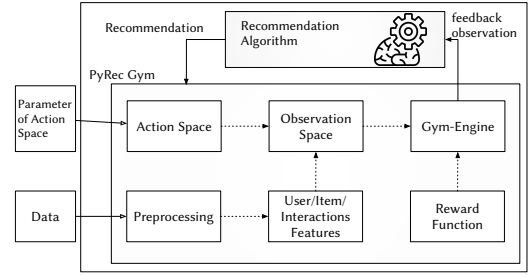 Recommendation
Recommendation
Algorithm
feedback
observation
PyRec Gym
Parameter
of Action
Space
Action Space
Observation
Space
Gym-Engine
Data
Preprocessing
User/Item/
Interactions
Features
Reward
Function